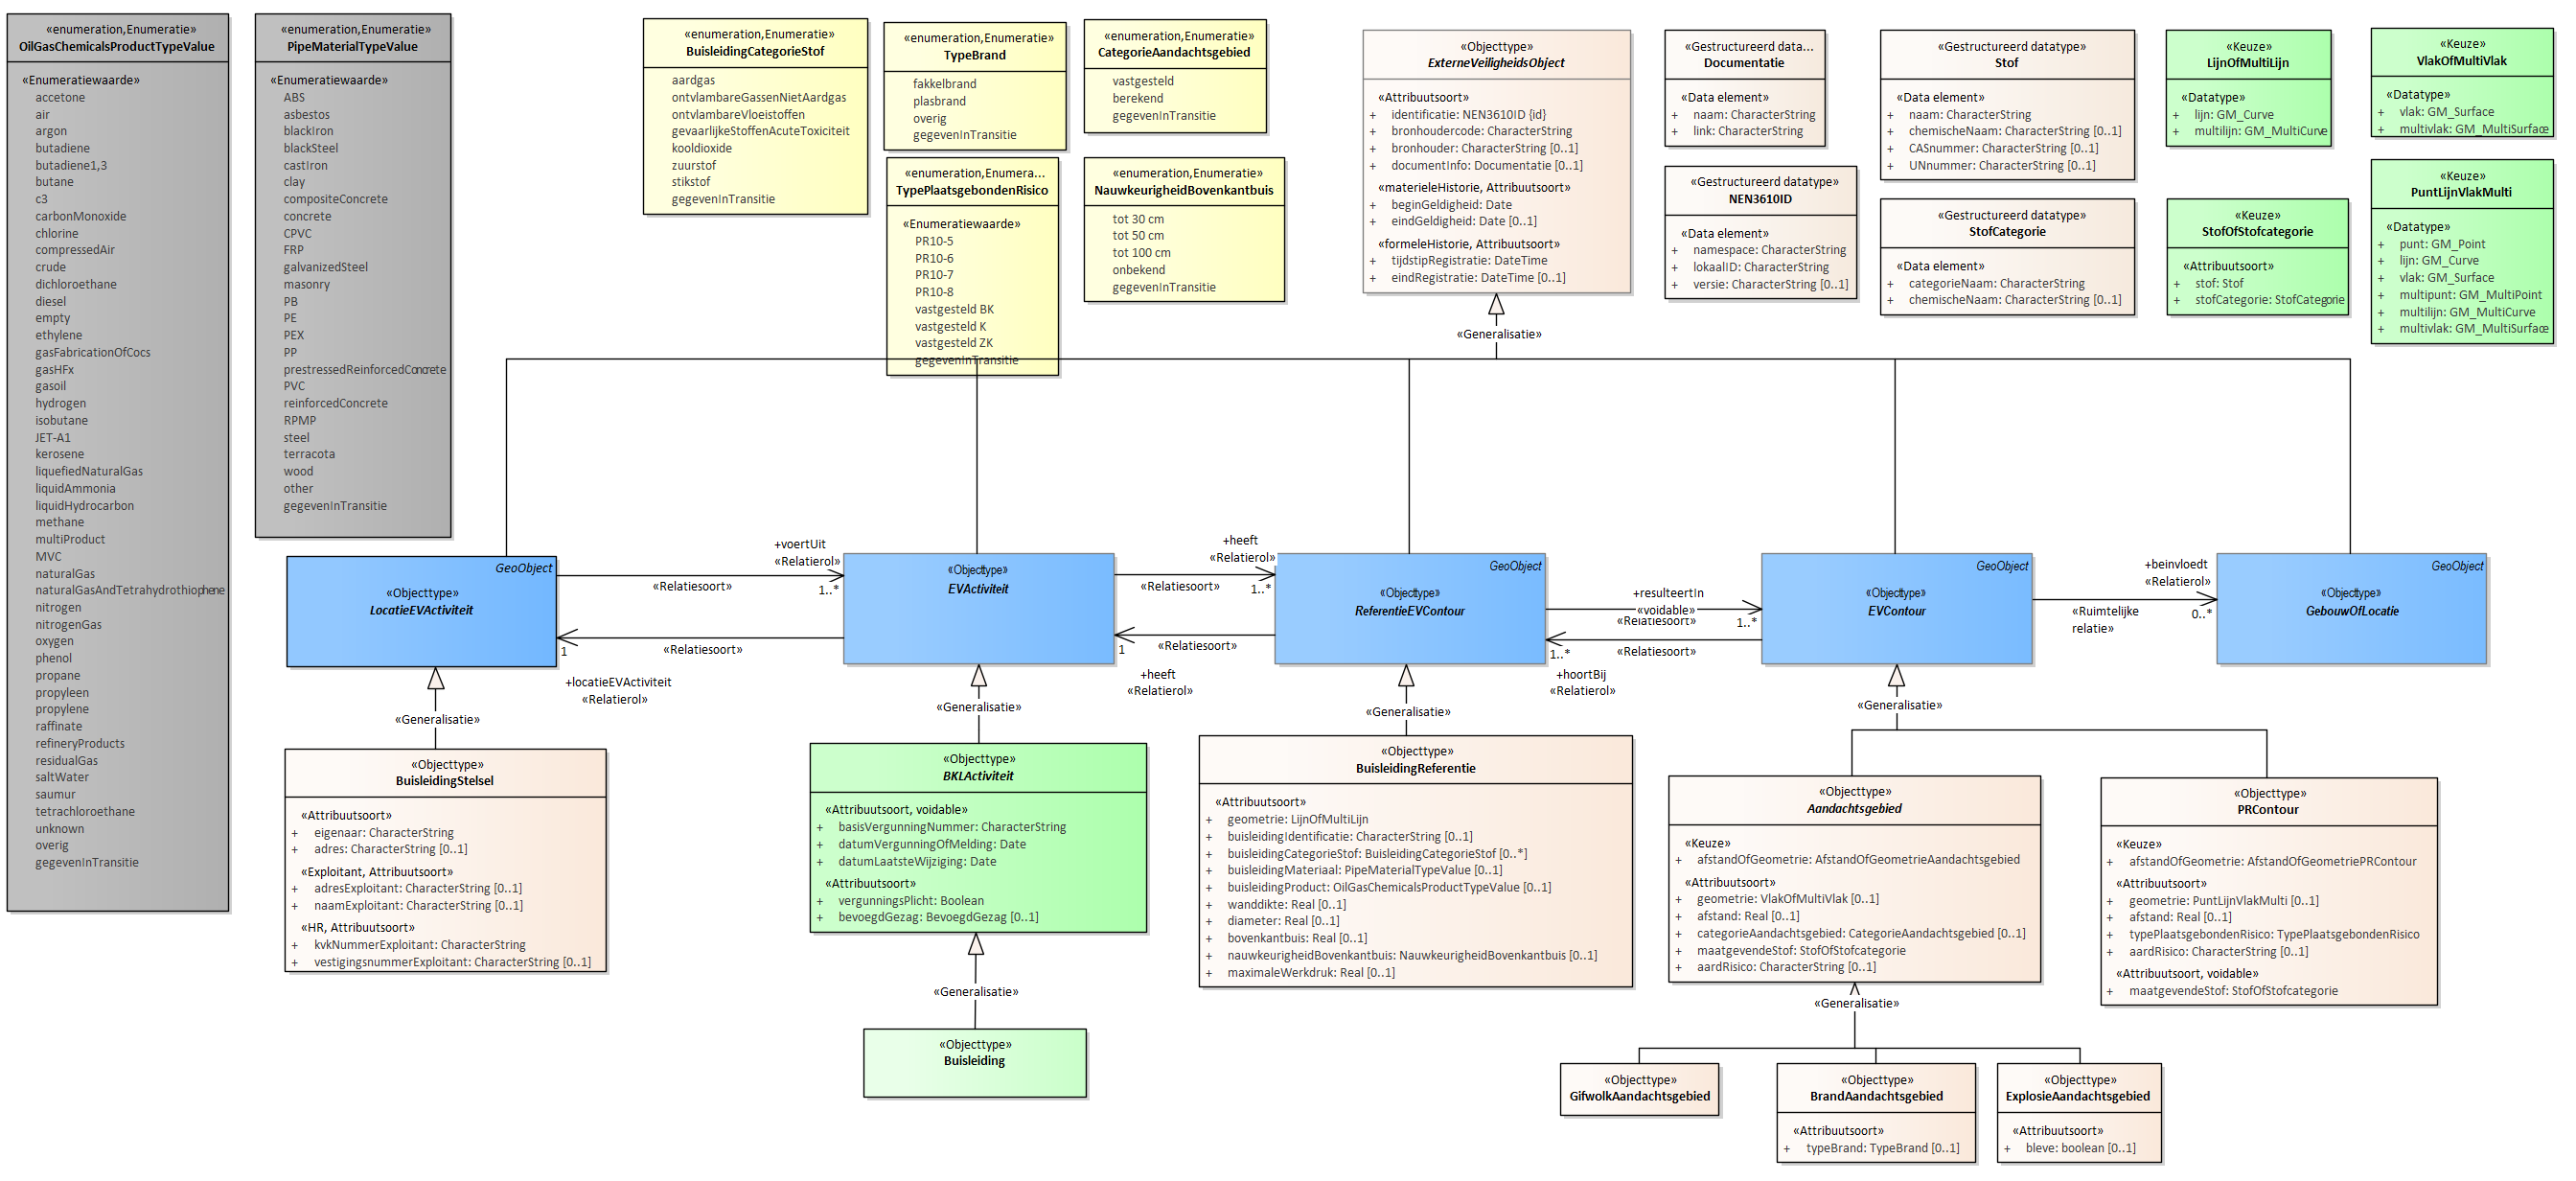 «enumeration,Enumeratie»
OilGasChemicalsProductTypeValue
«Enumeratiewaarde»
accetone
air
argon
butadiene
butadiene1,3
butane
c3
carbonMonoxide
chlorine
compressedAir
crude
dichloroethane
diesel
empty
ethylene
gasFabricationOfCocs
gasHFx
gasoil
hydrogen
isobutane
JET-A1
kerosene
liquefiedNaturalGas
liquidAmmonia
liquidHydrocarbon
methane
multiProduct
MVC
naturalGas
naturalGasAndTetrahydrothiophene
nitrogen
nitrogenGas
oxygen
phenol
propane
propyleen
propylene
raffinate
refineryProducts
residualGas
saltWater
saumur
tetrachloroethane
unknown
overig
gegevenInTransitie
«enumeration,Enumeratie»
PipeMaterialTypeValue
«Enumeratiewaarde»
ABS
asbestos
blackIron
blackSteel
castIron
clay
compositeConcrete
concrete
CPVC
FRP
galvanizedSteel
masonry
PB
PE
PEX
PP
prestressedReinforcedConcrete
PVC
reinforcedConcrete
RPMP
steel
terracota
wood
other
gegevenInTransitie
«enumeration,Enumeratie»
BuisleidingCategorieStof
aardgas
ontvlambareGassenNietAardgas
ontvlambareVloeistoffen
gevaarlijkeStoffenAcuteToxiciteit
kooldioxide
zuurstof
stikstof
gegevenInTransitie
«enumeration,Enumeratie»
TypeBrand
fakkelbrand
plasbrand
overig
gegevenInTransitie
«enumeration,Enumeratie»
CategorieAandachtsgebied
vastgesteld
berekend
gegevenInTransitie
«enumeration,Enumera...
TypePlaatsgebondenRisico
«Enumeratiewaarde»
PR10-5
PR10-6
PR10-7
PR10-8
vastgesteld BK
vastgesteld K
vastgesteld ZK
gegevenInTransitie
«enumeration,Enumeratie»
NauwkeurigheidBovenkantbuis
tot 30 cm
tot 50 cm
tot 100 cm
onbekend
gegevenInTransitie
«Objecttype»
ExterneVeiligheidsObject
«Attribuutsoort»
+ identificatie: NEN3610ID {id}
+ bronhoudercode: CharacterString
+ bronhouder: CharacterString [0..1]
+ documentInfo: Documentatie [0..1]
«materieleHistorie, Attribuutsoort»
+ beginGeldigheid: Date
+ eindGeldigheid: Date [0..1]
«formeleHistorie, Attribuutsoort»
+ tijdstipRegistratie: DateTime
+ eindRegistratie: DateTime [0..1]
«Gestructureerd data...
Documentatie
«Data element»
+ naam: CharacterString
+ link: CharacterString
«Gestructureerd datatype»
NEN3610ID
«Data element»
+ namespace: CharacterString
+ lokaalID: CharacterString
+ versie: CharacterString [0..1]
«Gestructureerd datatype»
Stof
«Data element»
+ naam: CharacterString
+ chemischeNaam: CharacterString [0..1]
+ CASnummer: CharacterString [0..1]
+ UNnummer: CharacterString [0..1]
«Gestructureerd datatype»
StofCategorie
«Data element»
+ categorieNaam: CharacterString
+ chemischeNaam: CharacterString [0..1]
«Keuze»
LijnOfMultiLijn
«Datatype»
+ lijn: GM_Curve
+ multilijn: GM_MultiCurve
«Keuze»
StofOfStofcategorie
«Attribuutsoort»
+ stof: Stof
+ stofCategorie: StofCategorie
«Keuze»
VlakOfMultiVlak
«Datatype»
+ vlak: GM_Surface
+ multivlak: GM_MultiSurface
«Keuze»
PuntLijnVlakMulti
«Datatype»
+ punt: GM_Point
+ lijn: GM_Curve
+ vlak: GM_Surface
+ multipunt: GM_MultiPoint
+ multilijn: GM_MultiCurve
+ multivlak: GM_MultiSurface
«Generalisatie»
GeoObject
«Objecttype»
LocatieEVActiviteit
+voertUit
«Relatierol»
«Relatiesoort»
1..*
«Relatiesoort»
1
+locatieEVActiviteit
«Relatierol»
«Objecttype»
EVActiviteit
+heeft
«Relatierol»
«Relatiesoort»
1..*
«Relatiesoort»
1
+heeft
«Relatierol»
GeoObject
«Objecttype»
ReferentieEVContour
+resulteertIn
«voidable»
«Relatiesoort»
1..*
«Relatiesoort»
1..*
+hoortBij
«Relatierol»
GeoObject
«Objecttype»
EVContour
+beinvloedt
«Relatierol»
«Ruimtelijke
relatie»
0..*
GeoObject
«Objecttype»
GebouwOfLocatie
«Generalisatie»
«Generalisatie»
«Generalisatie»
«Generalisatie»
«Objecttype»
BuisleidingStelsel
«Attribuutsoort»
+ eigenaar: CharacterString
+ adres: CharacterString [0..1]
«Exploitant, Attribuutsoort»
+ adresExploitant: CharacterString [0..1]
+ naamExploitant: CharacterString [0..1]
«HR, Attribuutsoort»
+ kvkNummerExploitant: CharacterString
+ vestigingsnummerExploitant: CharacterString [0..1]
«Objecttype»
BKLActiviteit
«Attribuutsoort, voidable»
+ basisVergunningNummer: CharacterString
+ datumVergunningOfMelding: Date
+ datumLaatsteWijziging: Date
«Attribuutsoort»
+ vergunningsPlicht: Boolean
+ bevoegdGezag: BevoegdGezag [0..1]
«Generalisatie»
«Objecttype»
Buisleiding
«Objecttype»
BuisleidingReferentie
«Attribuutsoort»
+ geometrie: LijnOfMultiLijn
+ buisleidingIdentificatie: CharacterString [0..1]
+ buisleidingCategorieStof: BuisleidingCategorieStof [0..*]
+ buisleidingMateriaal: PipeMaterialTypeValue [0..1]
+ buisleidingProduct: OilGasChemicalsProductTypeValue [0..1]
+ wanddikte: Real [0..1]
+ diameter: Real [0..1]
+ bovenkantbuis: Real [0..1]
+ nauwkeurigheidBovenkantbuis: NauwkeurigheidBovenkantbuis [0..1]
+ maximaleWerkdruk: Real [0..1]
«Objecttype»
Aandachtsgebied
«Keuze»
+ afstandOfGeometrie: AfstandOfGeometrieAandachtsgebied
«Attribuutsoort»
+ geometrie: VlakOfMultiVlak [0..1]
+ afstand: Real [0..1]
+ categorieAandachtsgebied: CategorieAandachtsgebied [0..1]
+ maatgevendeStof: StofOfStofcategorie
+ aardRisico: CharacterString [0..1]
«Objecttype»
PRContour
«Keuze»
+ afstandOfGeometrie: AfstandOfGeometriePRContour
«Attribuutsoort»
+ geometrie: PuntLijnVlakMulti [0..1]
+ afstand: Real [0..1]
+ typePlaatsgebondenRisico: TypePlaatsgebondenRisico
+ aardRisico: CharacterString [0..1]
«Attribuutsoort, voidable»
+ maatgevendeStof: StofOfStofcategorie
«Generalisatie»
«Objecttype»
GifwolkAandachtsgebied
«Objecttype»
BrandAandachtsgebied
«Attribuutsoort»
+ typeBrand: TypeBrand [0..1]
«Objecttype»
ExplosieAandachtsgebied
«Attribuutsoort»
+ bleve: boolean [0..1]